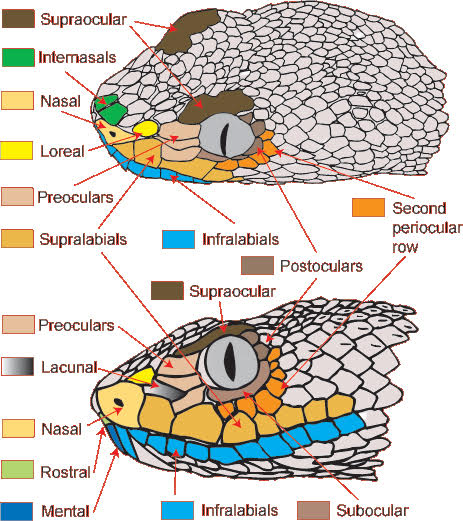 Supraocular
Internasals
Nasal
Loreal
Preoculars
Supralabials
Infralabials
Second
periocular
row
Postoculars
Supraocular
Preoculars
Lacunal
Nasal
Rostral
Mental
Infralabials
Subocular